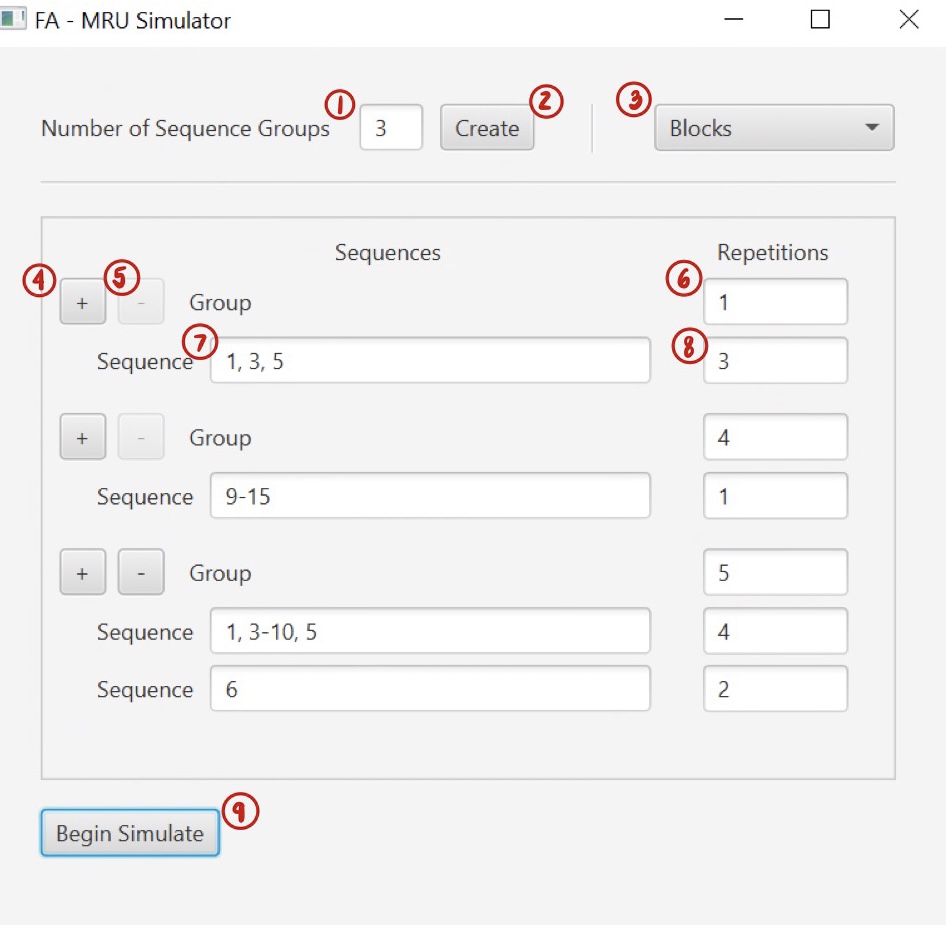 FA - MRU Simulator
① ② ③
Number of Sequence Groups 3 Create Blocks
Sequences Repetitions
④ ⑤ ⑥
+ - Group 1
⑦ ⑧
Sequence 1, 3, 5 3
+ - Group 4
Sequence 9-15 1
+ - Group 5
Sequence 1, 3-10, 5 4
Sequence 6 2
⑨
Begin Simulate